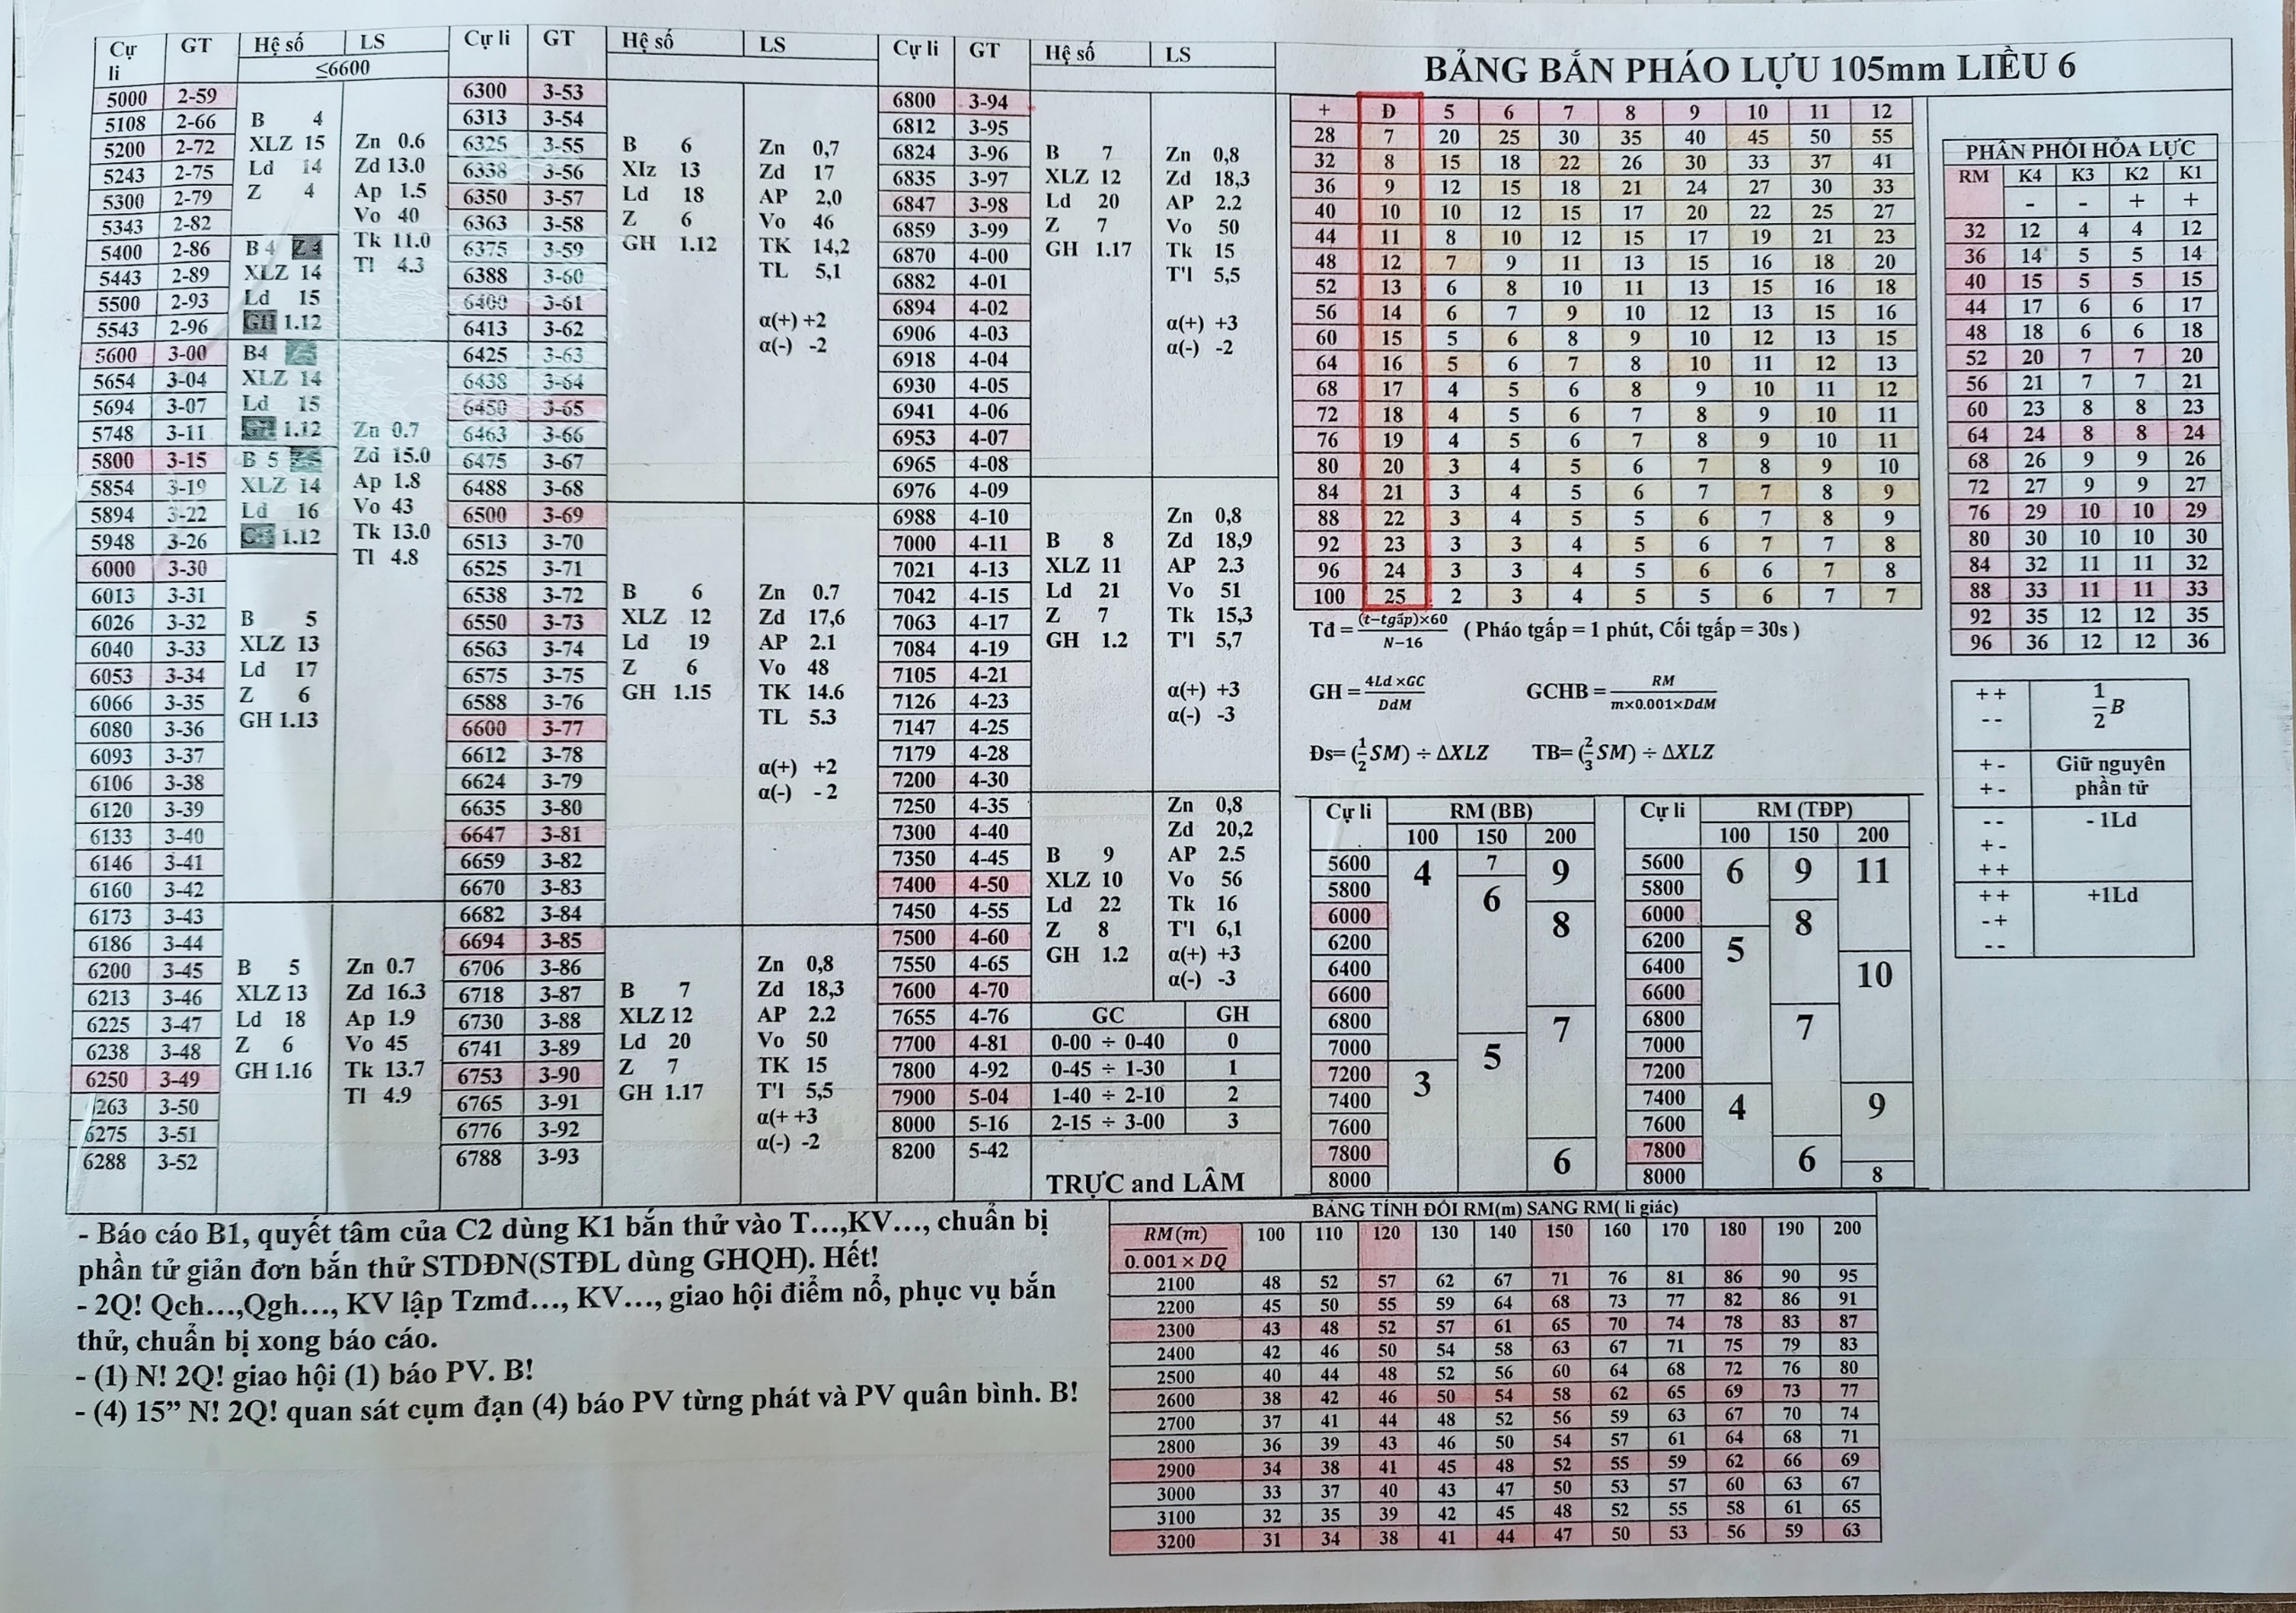 BẢNG BẮN PHÁO LỰU 105mm LIỀU 6
Cự li GT Hệ số LS
≤6600
5000 2-59
5108 2-66
5200 2-72
5243 2-75
5300 2-79
5343 2-82
5400 2-86
5443 2-89
5500 2-93
5543 2-96
5600 3-00
5654 3-04
5694 3-07
5748 3-11
5800 3-15
5854 3-19
5894 3-22
5948 3-26
6000 3-30
6013 3-31
6026 3-32
6040 3-33
6053 3-34
6066 3-35
6080 3-36
6093 3-37
6106 3-38
6120 3-39
6133 3-40
6146 3-41
6160 3-42
6173 3-43
6186 3-44
6200 3-45
6213 3-46
6225 3-47
6238 3-48
6250 3-49
6263 3-50
6275 3-51
6288 3-52
B 4
XLZ 15
Ld 14
Z 4
B 4 Z 4
XLZ 14
Ld 15
GH 1.12
B4
XLZ 14
Ld 15
1.12
B 5
XLZ 14
Ld 16
1.12
B 5
XLZ 13
Ld 17
Z 6
GH 1.13
B 5
XLZ 13
Ld 18
Z 6
GH 1.16
Zn 0.6
Zd 13.0
Ap 1.5
Vo 40
Tk 11.0
Tl 4.3
Zn 0.7
Zd 15.0
Ap 1.8
Vo 43
Tk 13.0
Tl 4.8
Zn 0.7
Zd 16.3
Ap 1.9
Vo 45
Tk 13.7
Tl 4.9
Cự li GT Hệ số LS
6300 3-53
6313 3-54
6325 3-55
6338 3-56
6350 3-57
6363 3-58
6375 3-59
6388 3-60
6400 3-61
6413 3-62
6425 3-63
6438 3-64
6450 3-65
6463 3-66
6475 3-67
6488 3-68
6500 3-69
6513 3-70
6525 3-71
6538 3-72
6550 3-73
6563 3-74
6575 3-75
6588 3-76
6600 3-77
6612 3-78
6624 3-79
6635 3-80
6647 3-81
6659 3-82
6670 3-83
6682 3-84
6694 3-85
6706 3-86
6718 3-87
6730 3-88
6741 3-89
6753 3-90
6765 3-91
6776 3-92
6788 3-93
B 6
XIz 13
Ld 18
Z 6
GH 1.12
Zn 0,7
Zd 17
AP 2,0
Vo 46
TK 14,2
TL 5,1
α(+) +2
α(-) -2
B 6
XLZ 12
Ld 19
Z 6
GH 1.15
Zn 0.7
Zd 17,6
AP 2.1
Vo 48
TK 14.6
TL 5.3
α(+) +2
α(-) - 2
B 7
XLZ 12
Ld 20
Z 7
GH 1.17
Zn 0,8
Zd 18,3
AP 2.2
Vo 50
TK 15
T'l 5,5
α(+ +3
α(-) -2
Cự li GT Hệ số LS
6800 3-94
6812 3-95
6824 3-96
6835 3-97
6847 3-98
6859 3-99
6870 4-00
6882 4-01
6894 4-02
6906 4-03
6918 4-04
6930 4-05
6941 4-06
6953 4-07
6965 4-08
6976 4-09
6988 4-10
7000 4-11
7021 4-13
7042 4-15
7063 4-17
7084 4-19
7105 4-21
7126 4-23
7147 4-25
7179 4-28
7200 4-30
7250 4-35
7300 4-40
7350 4-45
7400 4-50
7450 4-55
7500 4-60
7550 4-65
7600 4-70
7655 4-76
7700 4-81
7800 4-92
7900 5-04
8000 5-16
8200 5-42
B 7
XLZ 12
Ld 20
Z 7
GH 1.17
Zn 0,8
Zd 18,3
AP 2.2
Vo 50
Tk 15
T'l 5,5
α(+) +3
α(-) -2
B 8
XLZ 11
Ld 21
Z 7
GH 1.2
Zn 0,8
Zd 18,9
AP 2.3
Vo 51
Tk 15,3
T'l 5,7
α(+) +3
α(-) -3
B 9
XLZ 10
Ld 22
Z 8
GH 1.2
Zn 0,8
Zd 20,2
AP 2.5
Vo 56
Tk 16
T'l 6,1
α(+) +3
α(-) -3
GC GH
0-00 ÷ 0-40 0
0-45 ÷ 1-30 1
1-40 ÷ 2-10 2
2-15 ÷ 3-00 3
TRỰC and LÂM
+ Đ 5 6 7 8 9 10 11 12
28 7 20 25 30 35 40 45 50 55
32 8 15 18 22 26 30 33 37 41
36 9 12 15 18 21 24 27 30 33
40 10 10 12 15 17 20 22 25 27
44 11 8 10 12 15 17 19 21 23
48 12 7 9 11 13 15 16 18 20
52 13 6 8 10 11 13 15 16 18
56 14 6 7 9 10 12 13 15 16
60 15 5 6 8 9 10 12 13 15
64 16 5 6 7 8 10 11 12 13
68 17 4 5 6 8 9 10 11 12
72 18 4 5 6 7 8 9 10 11
76 19 4 5 6 7 8 9 10 11
80 20 3 4 5 6 7 8 9 10
84 21 3 4 5 6 7 7 8 9
88 22 3 4 5 5 6 7 8 9
92 23 3 3 4 5 6 7 7 8
96 24 3 3 4 5 6 6 7 8
100 25 2 3 4 5 5 6 7 7
Tđ = (t−tgấp)×60 / N−16 ( Pháo tgấp = 1 phút, Cối tgấp = 30s )
GH = 4Ld ×GC / DdM GCHB = RM / m×0.001×DdM
Đs= (1/2 SM) ÷ ΔXLZ TB= (2/3 SM) ÷ ΔXLZ
Cự li RM (BB)
100 150 200
5600
5800
6000
6200
6400
6600
6800
7000
7200
7400
7600
7800
8000
4 3
7 6 5
9 8 7 6
Cự li RM (TĐP)
100 150 200
5600
5800
6000
6200
6400
6600
6800
7000
7200
7400
7600
7800
8000
6 5 4
9 8 7 6
11 10 9 8
PHÂN PHỐI HỎA LỰC
RM K4 K3 K2 K1
- - + +
32 12 4 4 12
36 14 5 5 14
40 15 5 5 15
44 17 6 6 17
48 18 6 6 18
52 20 7 7 20
56 21 7 7 21
60 23 8 8 23
64 24 8 8 24
68 26 9 9 26
72 27 9 9 27
76 29 10 10 29
80 30 10 10 30
84 32 11 11 32
88 33 11 11 33
92 35 12 12 35
96 36 12 12 36
+ +
- -
1/2 B
+ - Giữ nguyên
+ - phần tử
- - - 1Ld
+ -
+ +
+ + +1Ld
- +
- -
- Báo cáo B1, quyết tâm của C2 dùng K1 bắn thử vào T…,KV…, chuẩn bị
phần tử giản đơn bắn thử STDĐN(STĐL dùng GHQH). Hết!
- 2Q! Qch…,Qgh…, KV lập Tzmđ…, KV…, giao hội điểm nổ, phục vụ bắn
thử, chuẩn bị xong báo cáo.
- (1) N! 2Q! giao hội (1) báo PV. B!
- (4) 15” N! 2Q! quan sát cụm đạn (4) báo PV từng phát và PV quân bình. B!
BẢNG TÍNH ĐỔI RM(m) SANG RM( li giác)
RM(m) / 0.001 × DQ 100 110 120 130 140 150 160 170 180 190 200
2100 48 52 57 62 67 71 76 81 86 90 95
2200 45 50 55 59 64 68 73 77 82 86 91
2300 43 48 52 57 61 65 70 74 78 83 87
2400 42 46 50 54 58 63 67 71 75 79 83
2500 40 44 48 52 56 60 64 68 72 76 80
2600 38 42 46 50 54 58 62 65 69 73 77
2700 37 41 44 48 52 56 59 63 67 70 74
2800 36 39 43 46 50 54 57 61 64 68 71
2900 34 38 41 45 48 52 55 59 62 66 69
3000 33 37 40 43 47 50 53 57 60 63 67
3100 32 35 39 42 45 48 52 55 58 61 65
3200 31 34 38 41 44 47 50 53 56 59 63